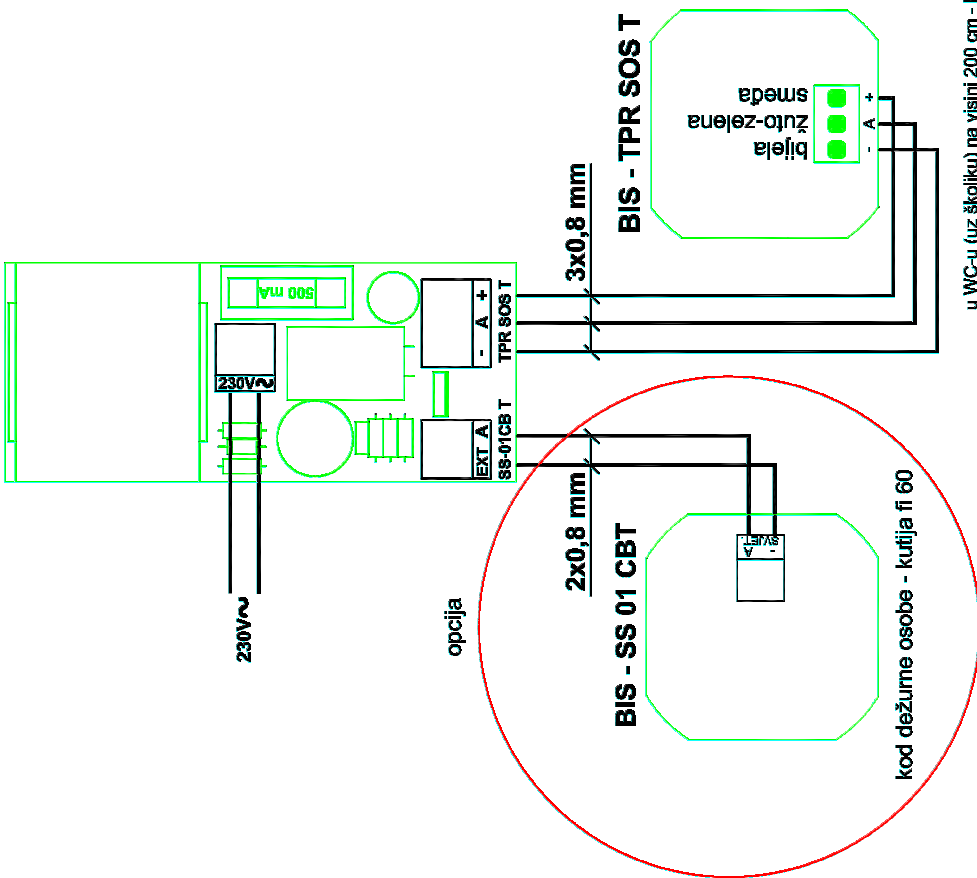 BIS - TPR SOS T
smeđa
žuto-zelena
bijela
+
A
-
3x0,8 mm
500 mA
230V~
- A +
TPR SOS T
EXT A
SS-01CB T
230V~
opcija
2x0,8 mm
BIS - SS 01 CBT
A
-
SVJET.
kod dežurne osobe - kutija fi 60
u WC-u (uz školjku) na visini 200 cm -